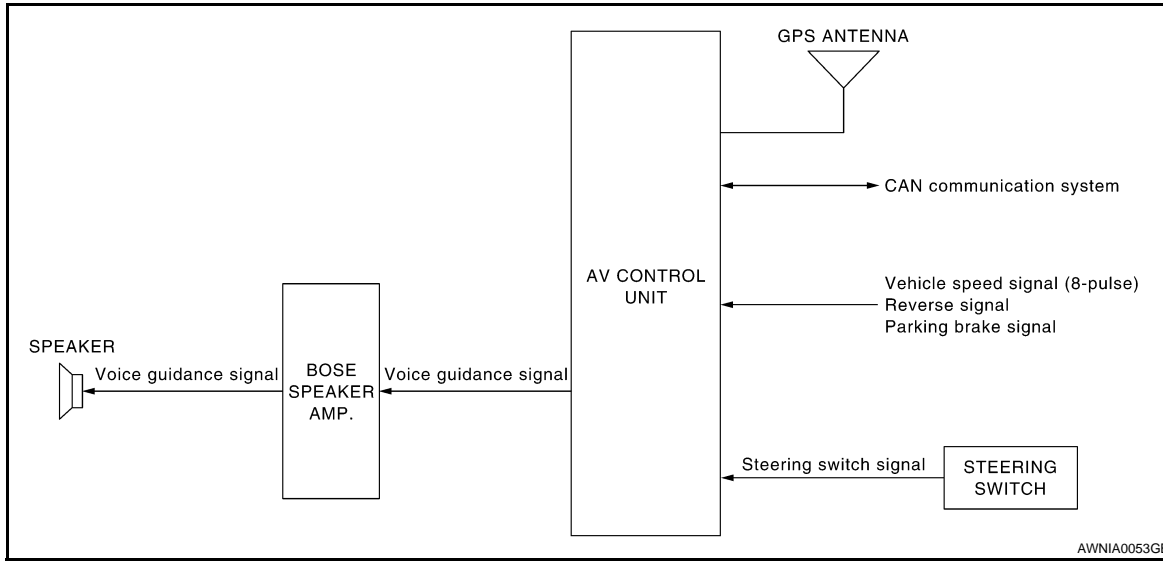 GPS ANTENNA
CAN communication system
AV CONTROL
UNIT
Vehicle speed signal (8-pulse)
Reverse signal
Parking brake signal
SPEAKER
Voice guidance signal
BOSE
SPEAKER
AMP.
Voice guidance signal
Steering switch signal
STEERING
SWITCH